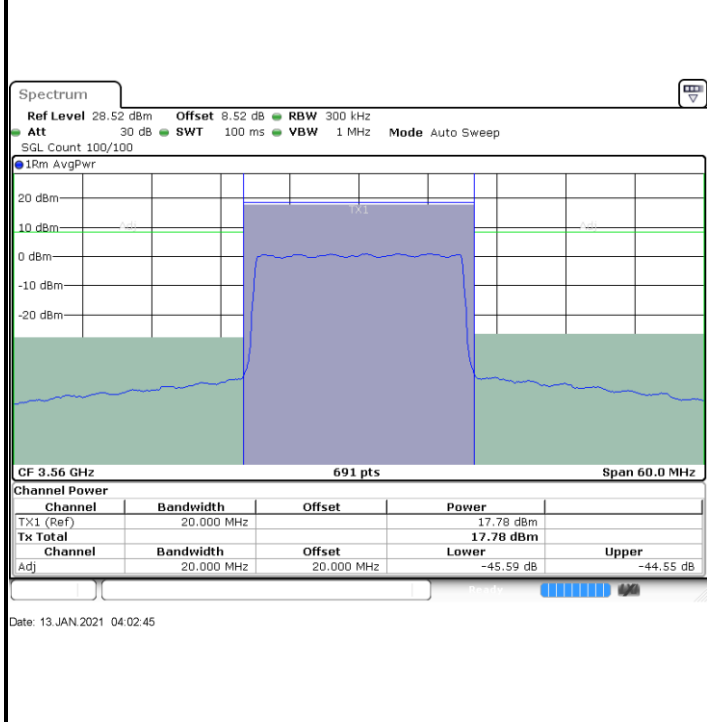 Spectrum
Ref Level 28.52 dBm Offset 8.52 dB RBW 300 kHz
Att 30 dB SWT 100 ms VBW 1 MHz Mode Auto Sweep
SGL Count 100/100
1Rm AvgPwr
20 dBm
TX1
10 dBm Adj Adj
0 dBm
-10 dBm
-20 dBm
CF 3.56 GHz 691 pts Span 60.0 MHz
Channel Power
Channel Bandwidth Offset Power
TX1 (Ref) 20.000 MHz 17.78 dBm
Tx Total 17.78 dBm
Channel Bandwidth Offset Lower Upper
Adj 20.000 MHz 20.000 MHz -45.59 dB -44.55 dB
Ready
Date: 13.JAN.2021 04:02:45